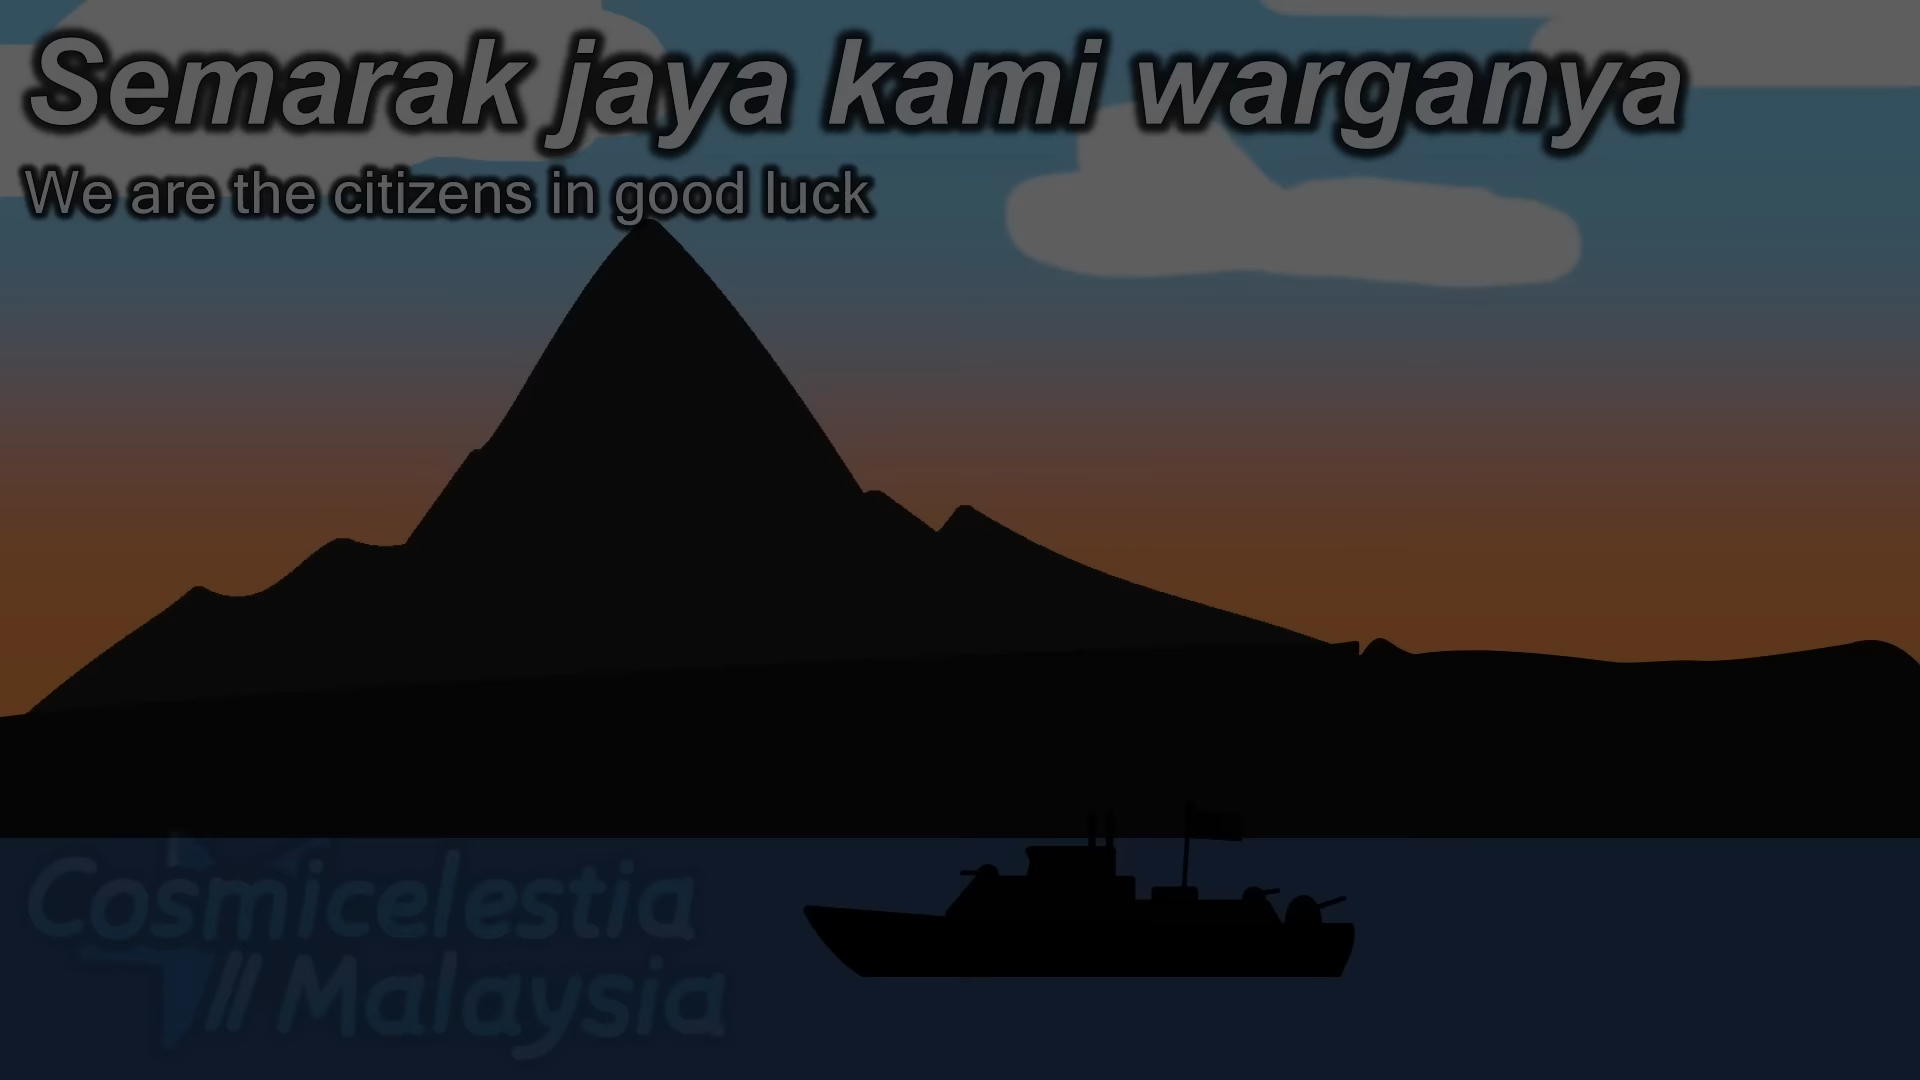 Semarak jaya kami warganya
We are the citizens in good luck
Cosmicelestia
// Malaysia